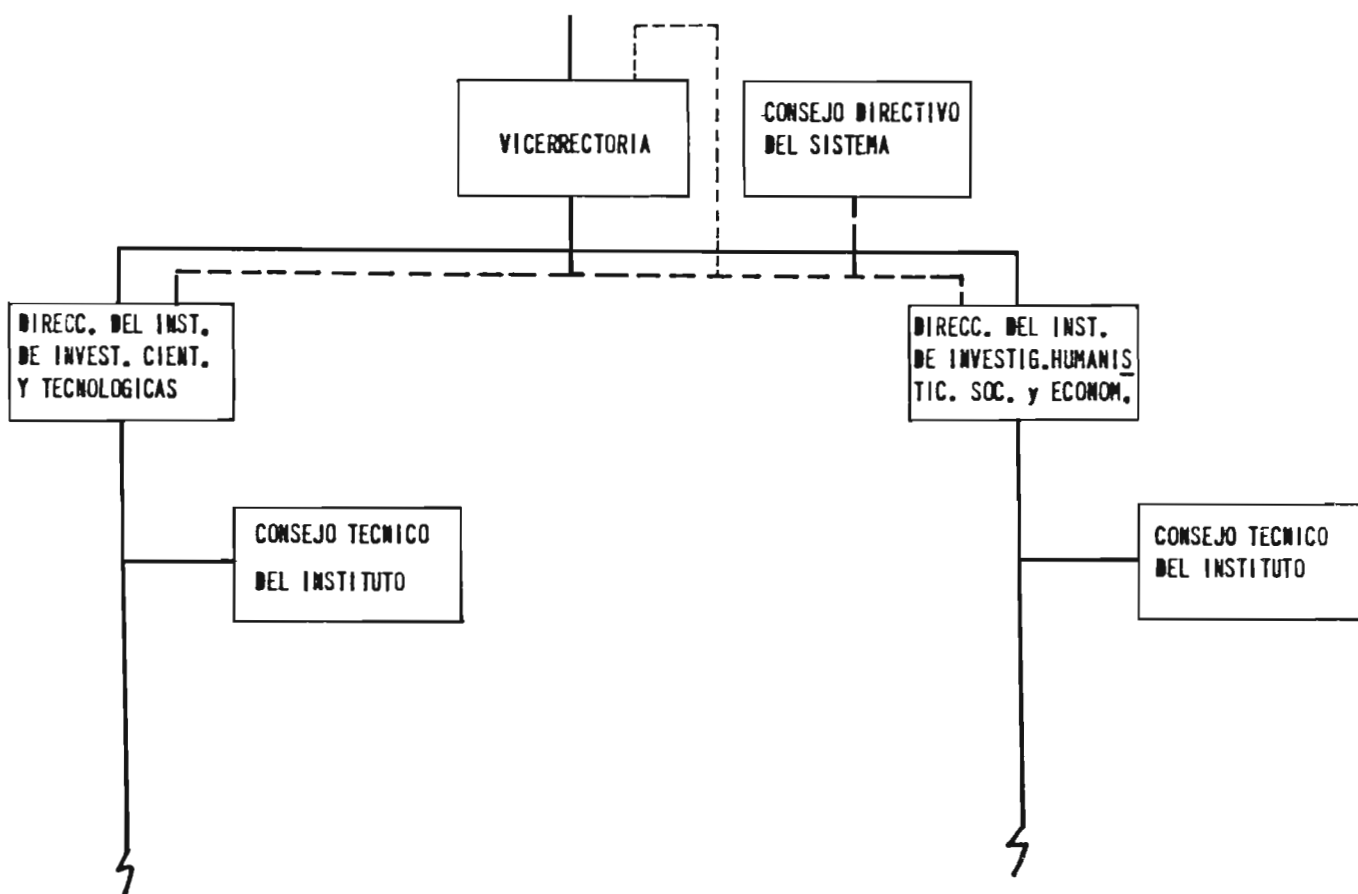 VICERRECTORIA
CONSEJO DIRECTIVO
DEL SISTEMA
DIRECC. DEL INST.
DE INVEST. CIENT.
Y TECNOLOGICAS
DIRECC. DEL INST.
DE INVESTIG.HUMANIS
TIC. SOC. y ECONOM.
CONSEJO TECNICO
DEL INSTITUTO
CONSEJO TECNICO
DEL INSTITUTO